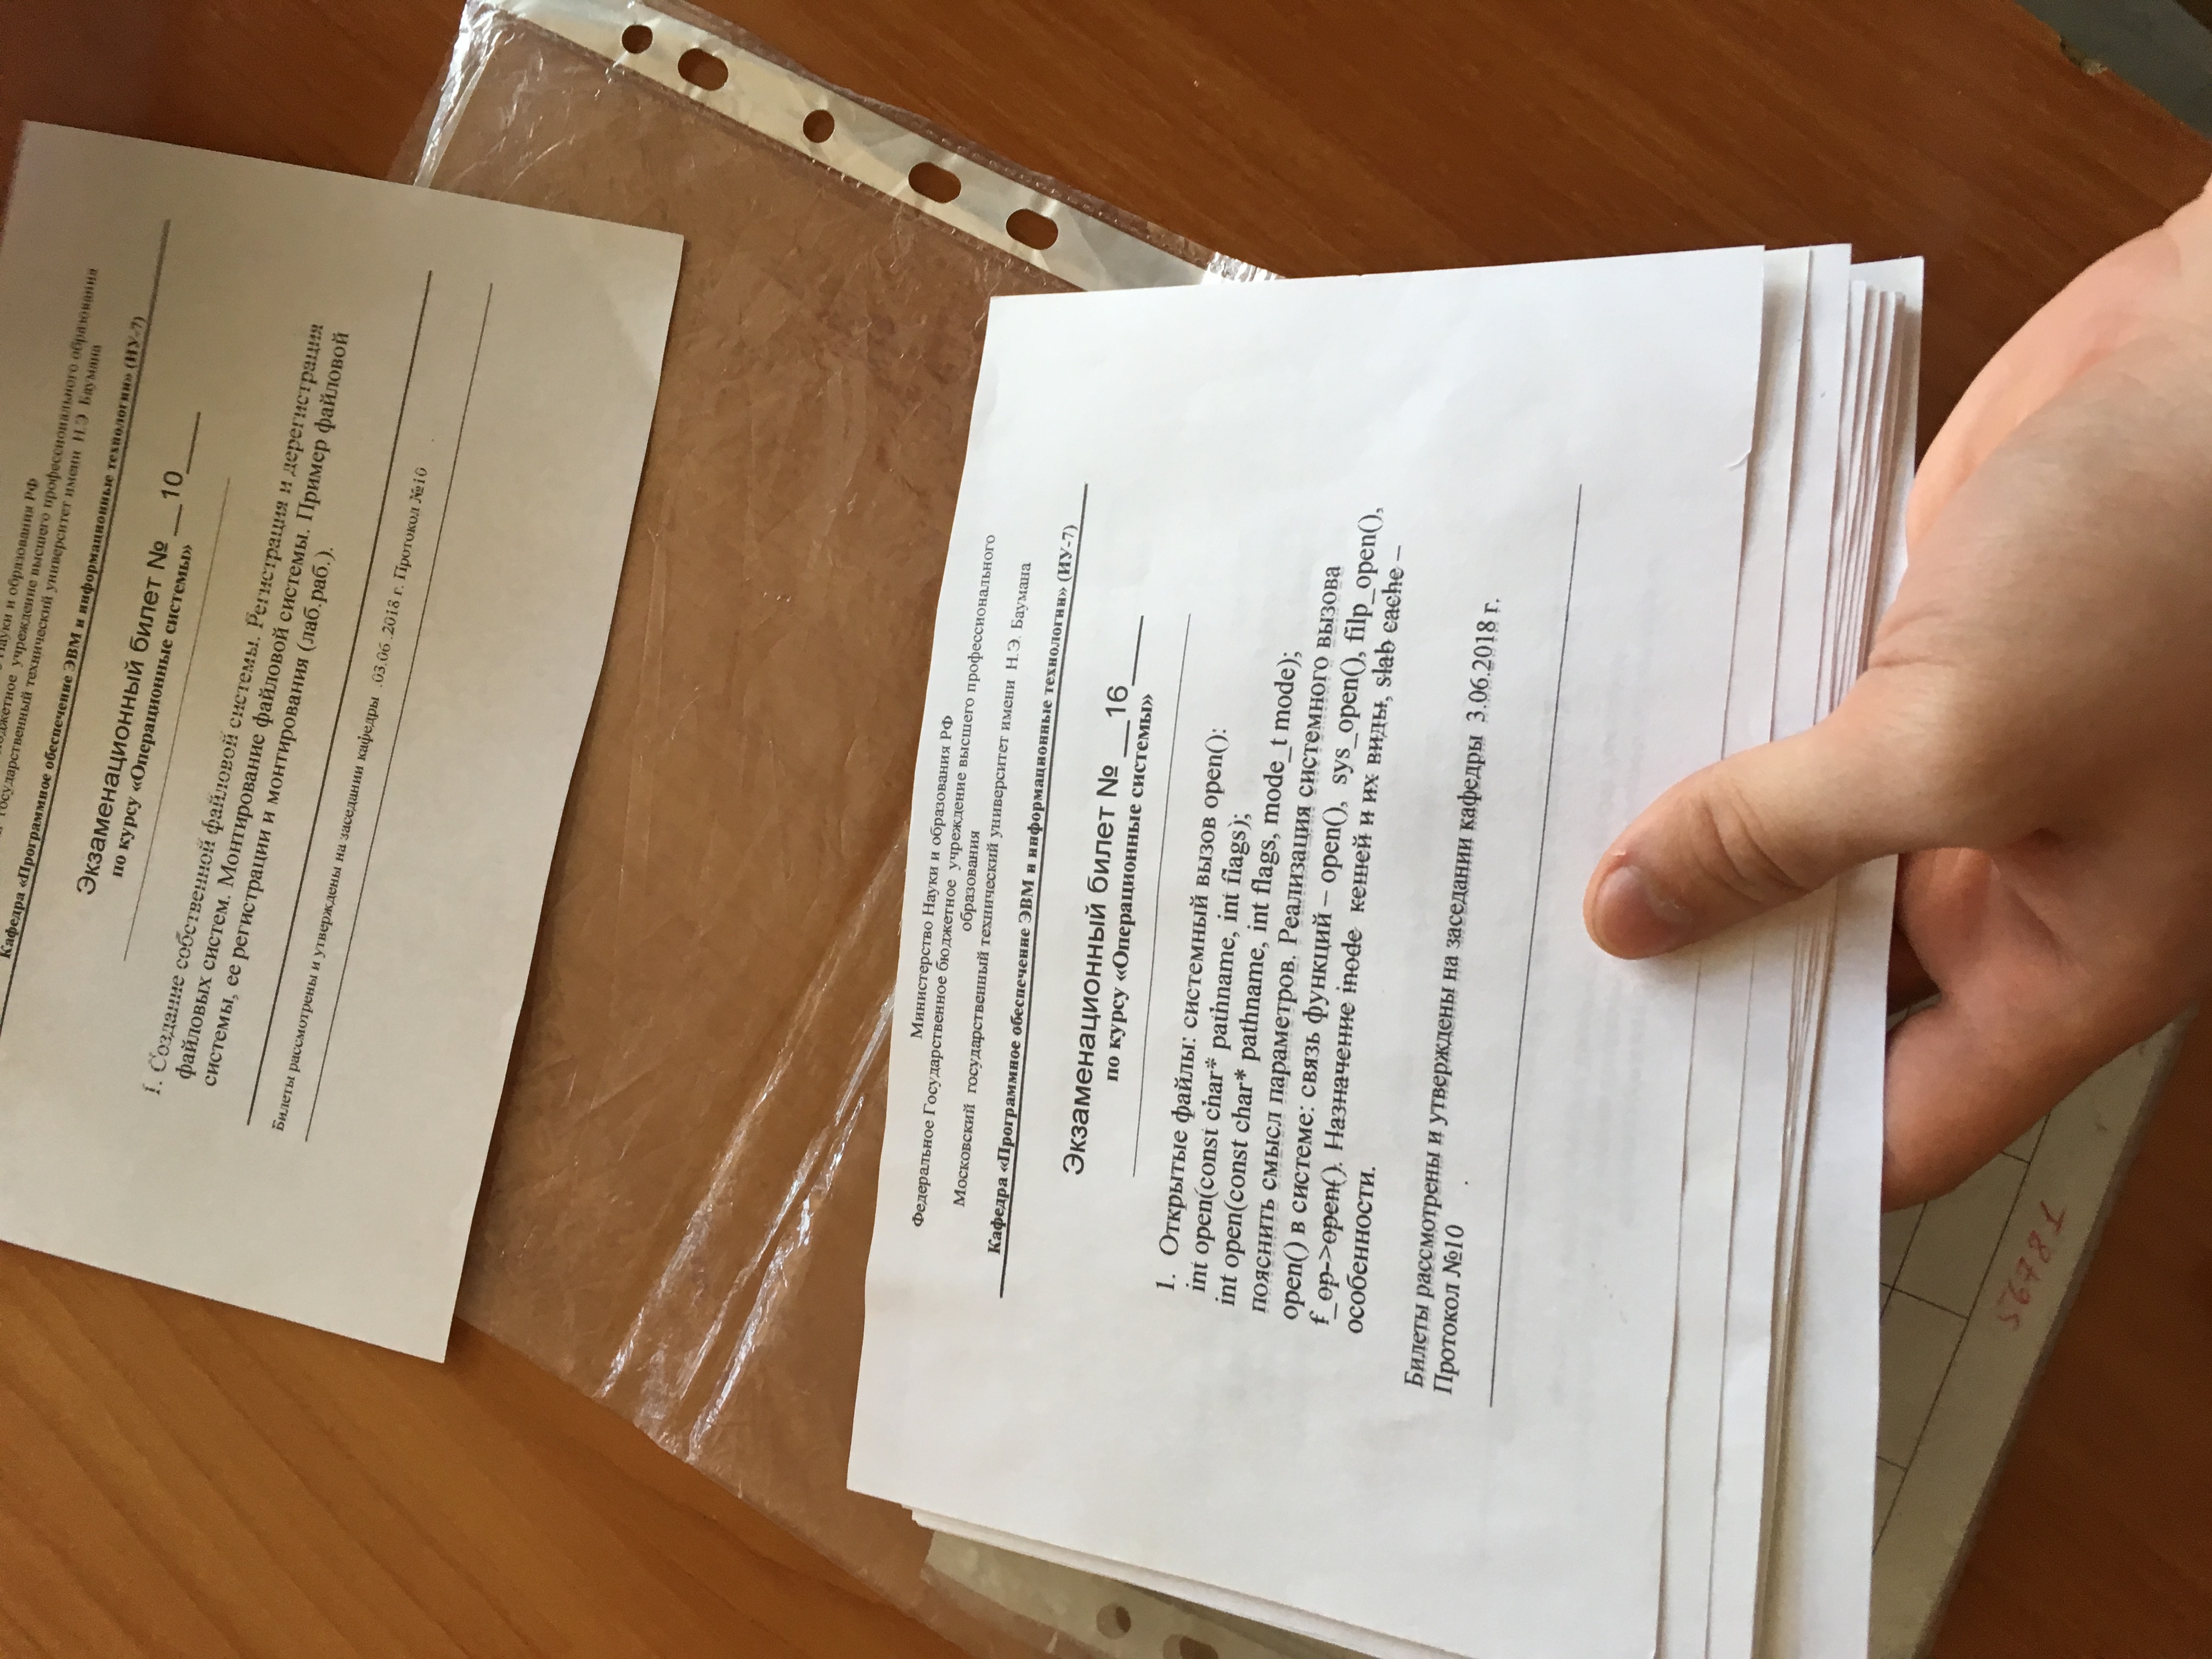 Науки и образования РФ
учреждение высшего профессионального образования
государственный технический университет имени Н.Э Баумана
Кафедра «Программное обеспечение ЭВМ и информационные технологии» (ИУ-7)
Экзаменационный билет № __10____
по курсу «Операционные системы»
1. Создание собственной файловой системы. Регистрация и дерегистрация
файловых систем. Монтирование файловой системы. Пример файловой
системы, ее регистрации и монтирования (лаб.раб.).
Билеты рассмотрены и утверждены на заседании кафедры .03.06 .2018 г. Протокол №10
Министерство Науки и образования РФ
Федеральное Государственное бюджетное учреждение высшего профессионального
образования
Московский государственный технический университет имени Н.Э. Баумана
Кафедра «Программное обеспечение ЭВМ и информационные технологии» (ИУ-7)
Экзаменационный билет № __16____
по курсу «Операционные системы»
1. Открытые файлы: системный вызов open():
int open(const char* pathname, int flags);
int open(const char* pathname, int flags, mode_t mode);
пояснить смысл параметров. Реализация системного вызова
open() в системе: связь функций – open(), sys_open(), filp_open(),
f_op->open(). Назначение inode кешей и их виды, slab cache –
особенности.
Билеты рассмотрены и утверждены на заседании кафедры 3.06.2018 г.
Протокол №10 .
56781